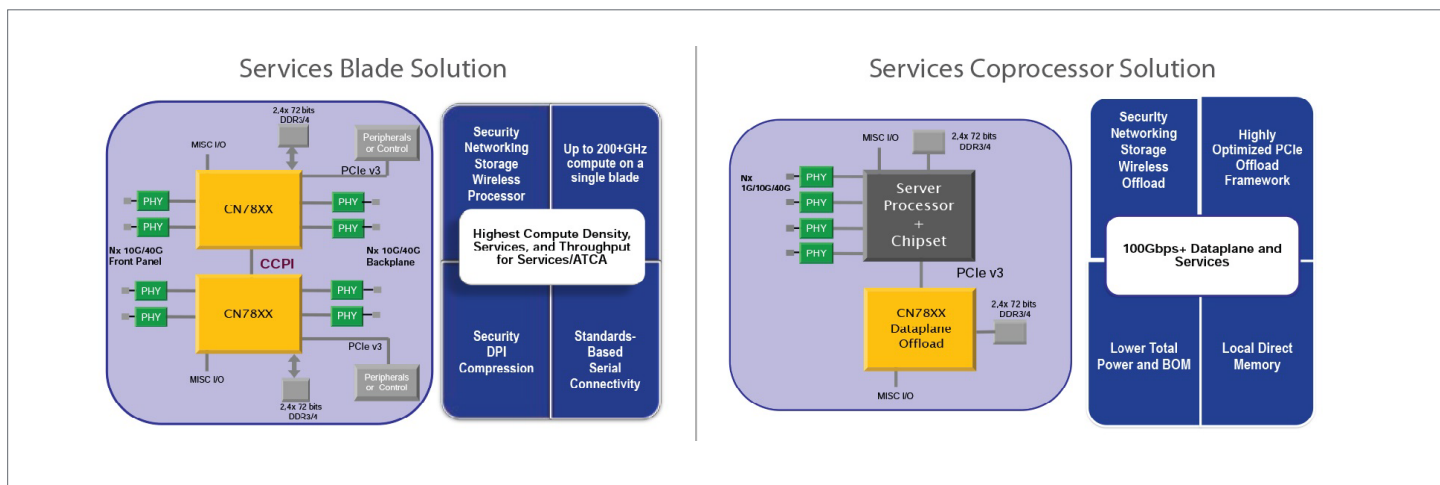 Services Blade Solution
2,4x 72 bits
DDR3/4
MISC I/O
Peripherals
or Control
PCIe v3
PHY
CN78XX
PHY
PHY
PHY
Nx 10G/40G
Front Panel
CCPI
Nx 10G/40G
Backplane
PHY
CN78XX
PHY
PHY
PHY
PCIe v3
MISC I/O
2,4x 72 bits
DDR3/4
Peripherals
or Control
Security
Networking
Storage
Wireless
Processor
Up to 200+GHz
compute on a
single blade
Highest Compute Density,
Services, and Throughput
for Services/ATCA
Security
DPI
Compression
Standards-
Based
Serial
Connectivity
Services Coprocessor Solution
2,4x 72 bits
DDR3/4
MISC I/O
Nx
1G/10G/40G
PHY
PHY
PHY
PHY
Server
Processor
+
Chipset
PCIe v3
CN78XX
Dataplane
Offload
2,4x 72 bits
DDR3/4
MISC I/O
Security
Networking
Storage
Wireless
Offload
Highly
Optimized PCIe
Offload
Framework
100Gbps+ Dataplane and
Services
Lower Total
Power and BOM
Local Direct
Memory